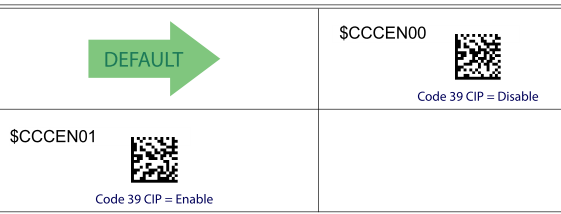 DEFAULT
$CCCEN00
Code 39 CIP = Disable
$CCCEN01
Code 39 CIP = Enable